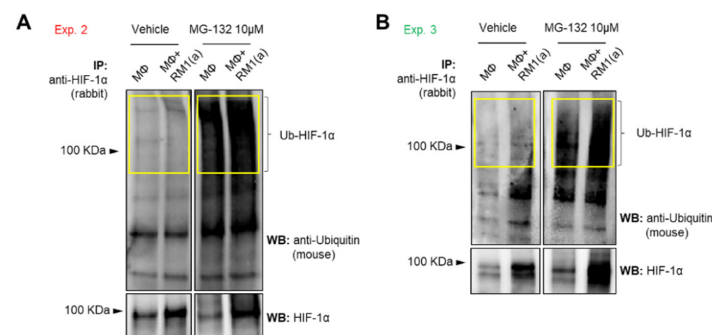 A
Exp. 2
Vehicle
MG-132 10µM
IP:
anti-HIF-1α
(rabbit)
MΦ
MΦ+
RM1(a)
MΦ
MΦ+
RM1(a)
Ub-HIF-1α
100 KDa
WB: anti-Ubiquitin
(mouse)
100 KDa
WB: HIF-1α
B
Exp. 3
Vehicle
MG-132 10µM
IP:
anti-HIF-1α
(rabbit)
MΦ
MΦ+
RM1(a)
MΦ
MΦ+
RM1(a)
Ub-HIF-1α
100 KDa
WB: anti-Ubiquitin
(mouse)
100 KDa
WB: HIF-1α